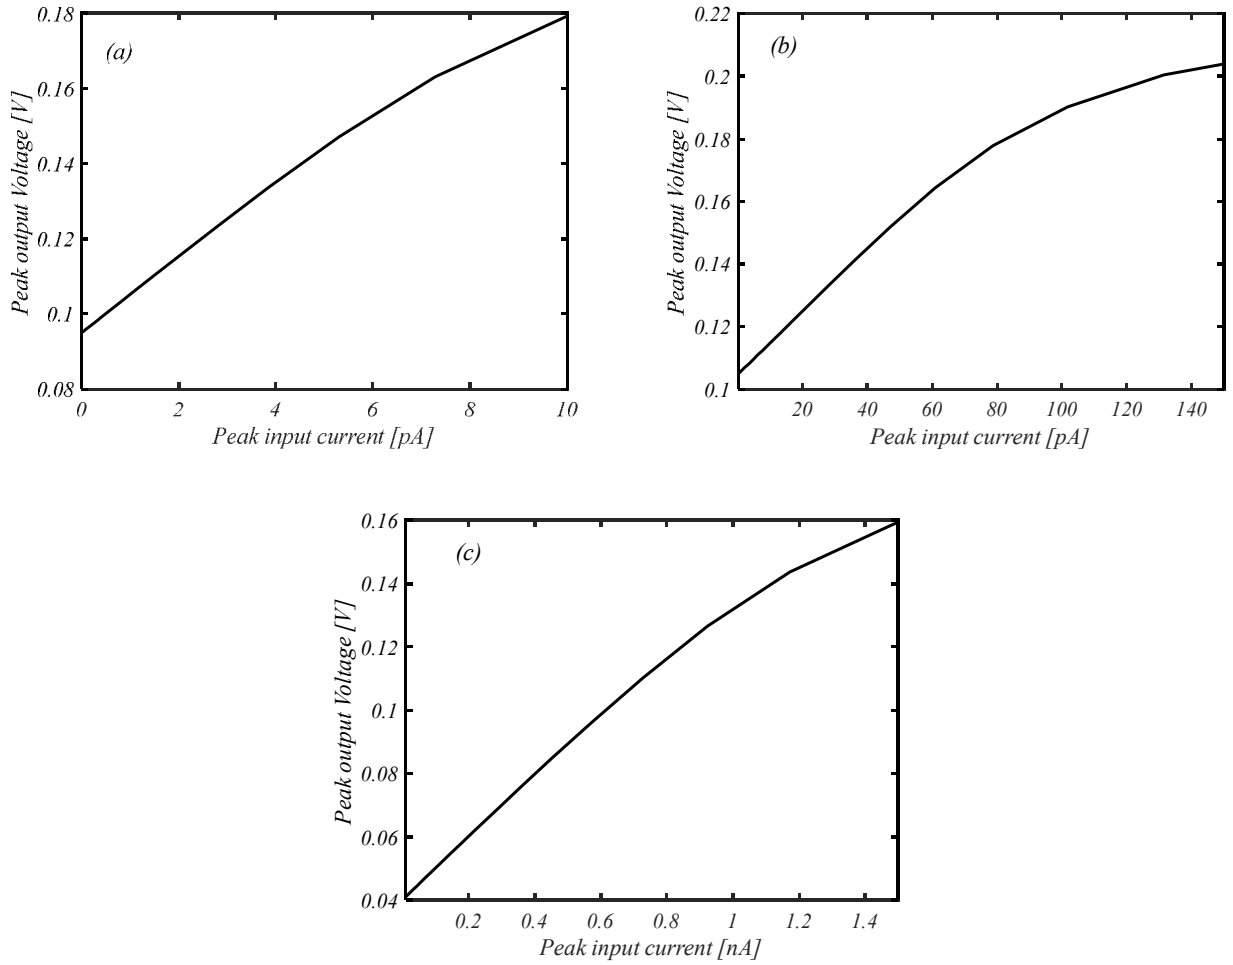 (a)
Peak output Voltage [V]
0.18
0.16
0.14
0.12
0.1
0.08
0 2 4 6 8 10
Peak input current [pA]
(b)
Peak output Voltage [V]
0.22
0.2
0.18
0.16
0.14
0.12
0.1
20 40 60 80 100 120 140
Peak input current [pA]
(c)
Peak output Voltage [V]
0.16
0.14
0.12
0.1
0.08
0.06
0.04
0.2 0.4 0.6 0.8 1 1.2 1.4
Peak input current [nA]